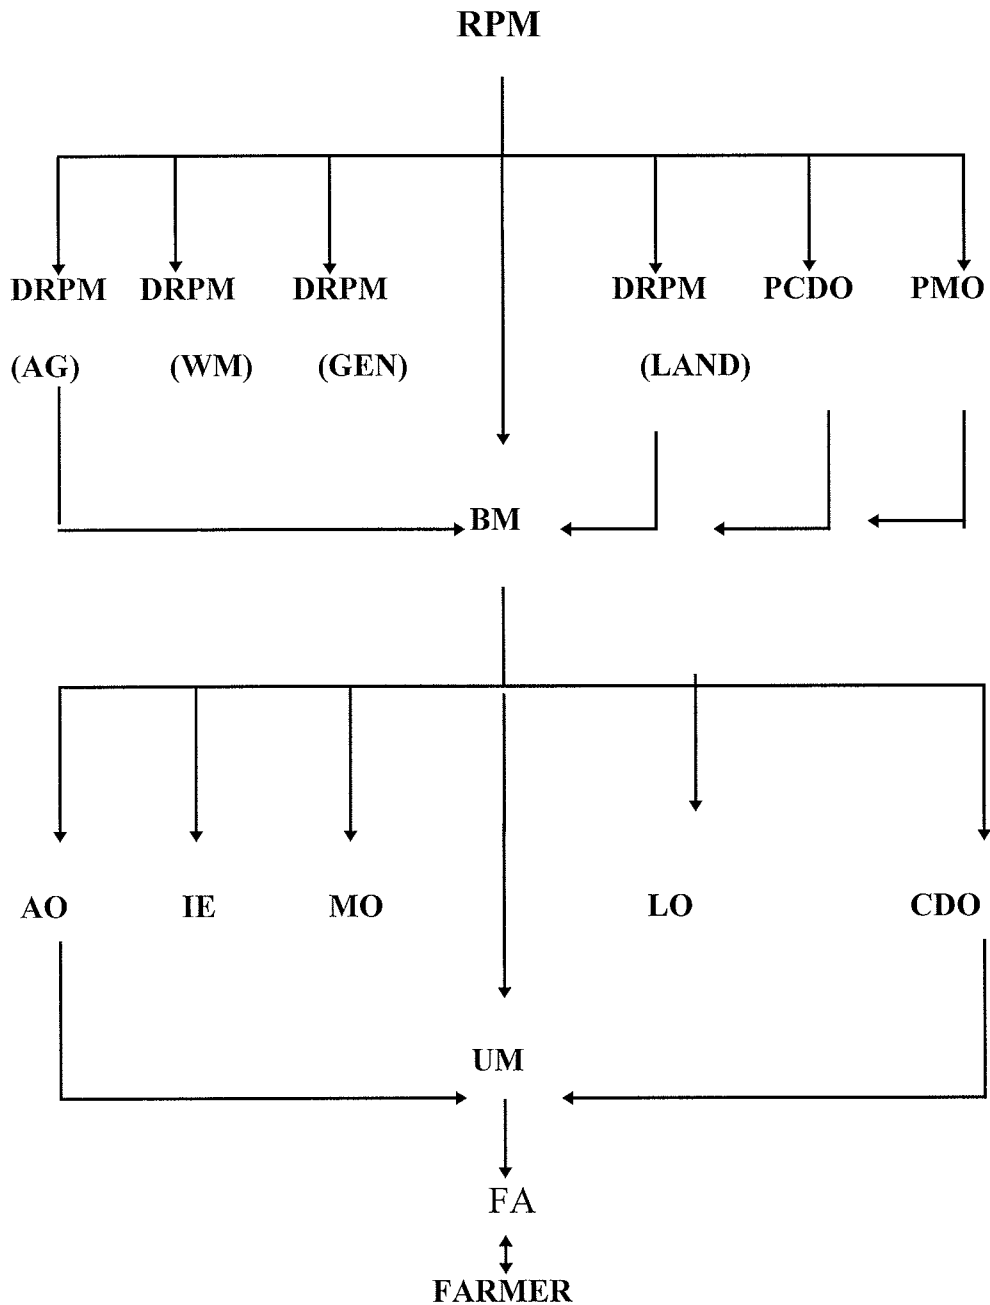 RPM
DRPM DRPM DRPM DRPM PCDO PMO
(AG) (WM) (GEN) (LAND)
BM
AO IE MO LO CDO
UM
FA
FARMER